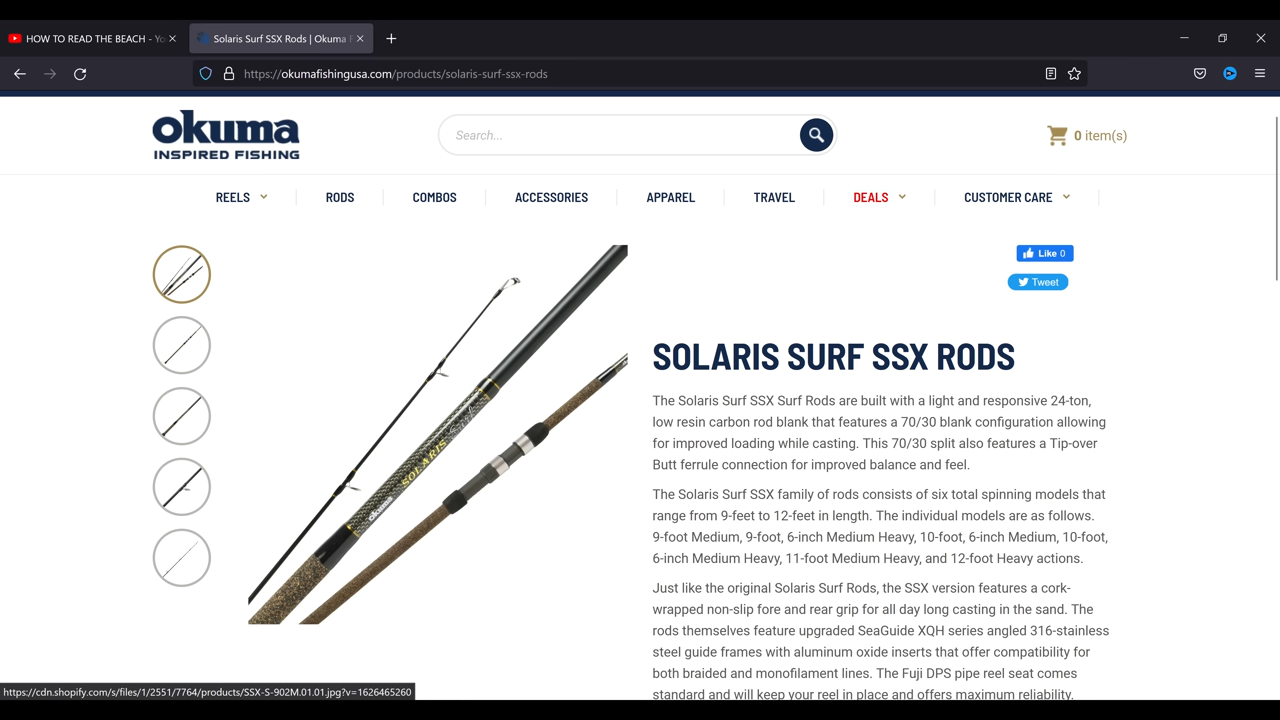 HOW TO READ THE BEACH - Yo
Solaris Surf SSX Rods | Okuma F
https://okumafishingusa.com/products/solaris-surf-ssx-rods
okuma
INSPIRED FISHING
Search...
0 item(s)
REELS
RODS
COMBOS
ACCESSORIES
APPAREL
TRAVEL
DEALS
CUSTOMER CARE
Like 0
Tweet
SOLARIS
okuma
SOLARIS SURF SSX RODS
The Solaris Surf SSX Surf Rods are built with a light and responsive 24-ton,
low resin carbon rod blank that features a 70/30 blank configuration allowing
for improved loading while casting. This 70/30 split also features a Tip-over
Butt ferrule connection for improved balance and feel.
The Solaris Surf SSX family of rods consists of six total spinning models that
range from 9-feet to 12-feet in length. The individual models are as follows.
9-foot Medium, 9-foot, 6-inch Medium Heavy, 10-foot, 6-inch Medium, 10-foot,
6-inch Medium Heavy, 11-foot Medium Heavy, and 12-foot Heavy actions.
Just like the original Solaris Surf Rods, the SSX version features a cork-
wrapped non-slip fore and rear grip for all day long casting in the sand. The
rods themselves feature upgraded SeaGuide XQH series angled 316-stainless
steel guide frames with aluminum oxide inserts that offer compatibility for
both braided and monofilament lines. The Fuji DPS pipe reel seat comes
standard and will keep your reel in place and offers maximum reliability.
https://cdn.shopify.com/s/files/1/2551/7764/products/SSX-S-902M.01.01.jpg?v=1626465260